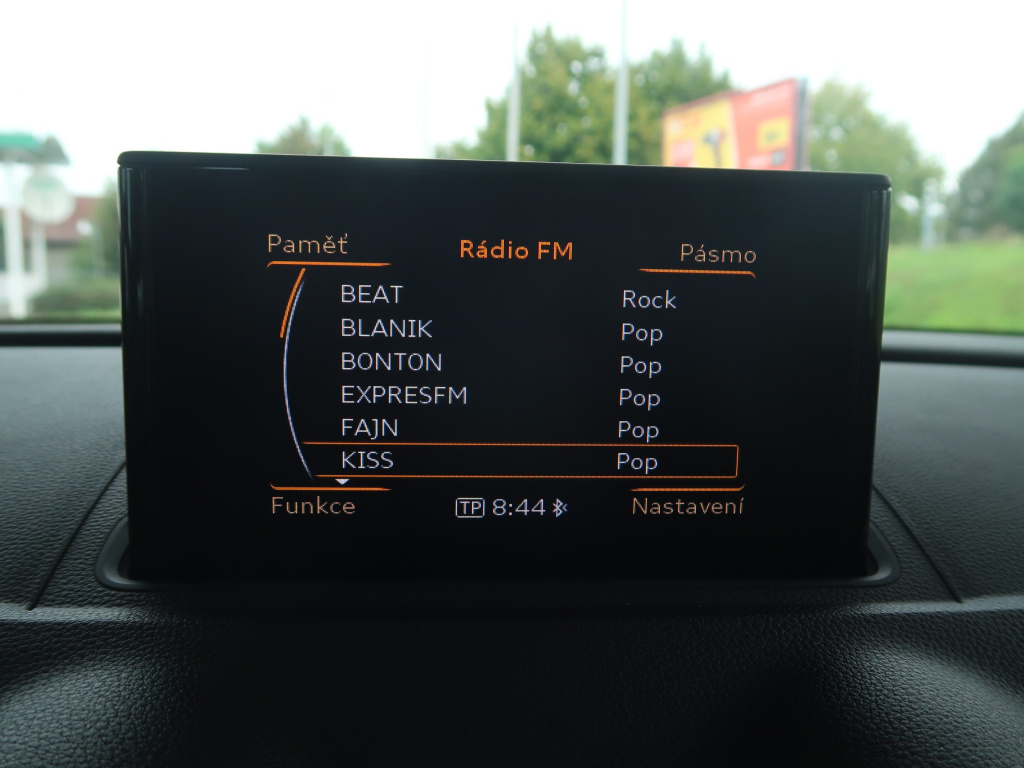 Paměť Rádio FM Pásmo
BEAT Rock
BLANIK Pop
BONTON Pop
EXPRESFM Pop
FAJN Pop
KISS Pop
Funkce TP 8:44 Nastavení